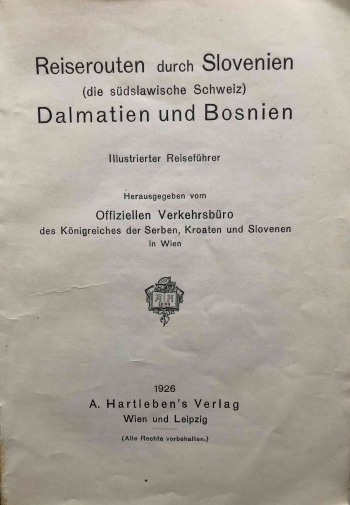 Reiserouten durch Slovenien
(die südslawische Schweiz)
Dalmatien und Bosnien
Illustrierter Reiseführer
Herausgegeben vom
Offiziellen Verkehrsbüro
des Königreiches der Serben, Kroaten und Slovenen
in Wien
A H
1926
A. Hartleben's Verlag
Wien und Leipzig
(Alle Rechte vorbehalten.)